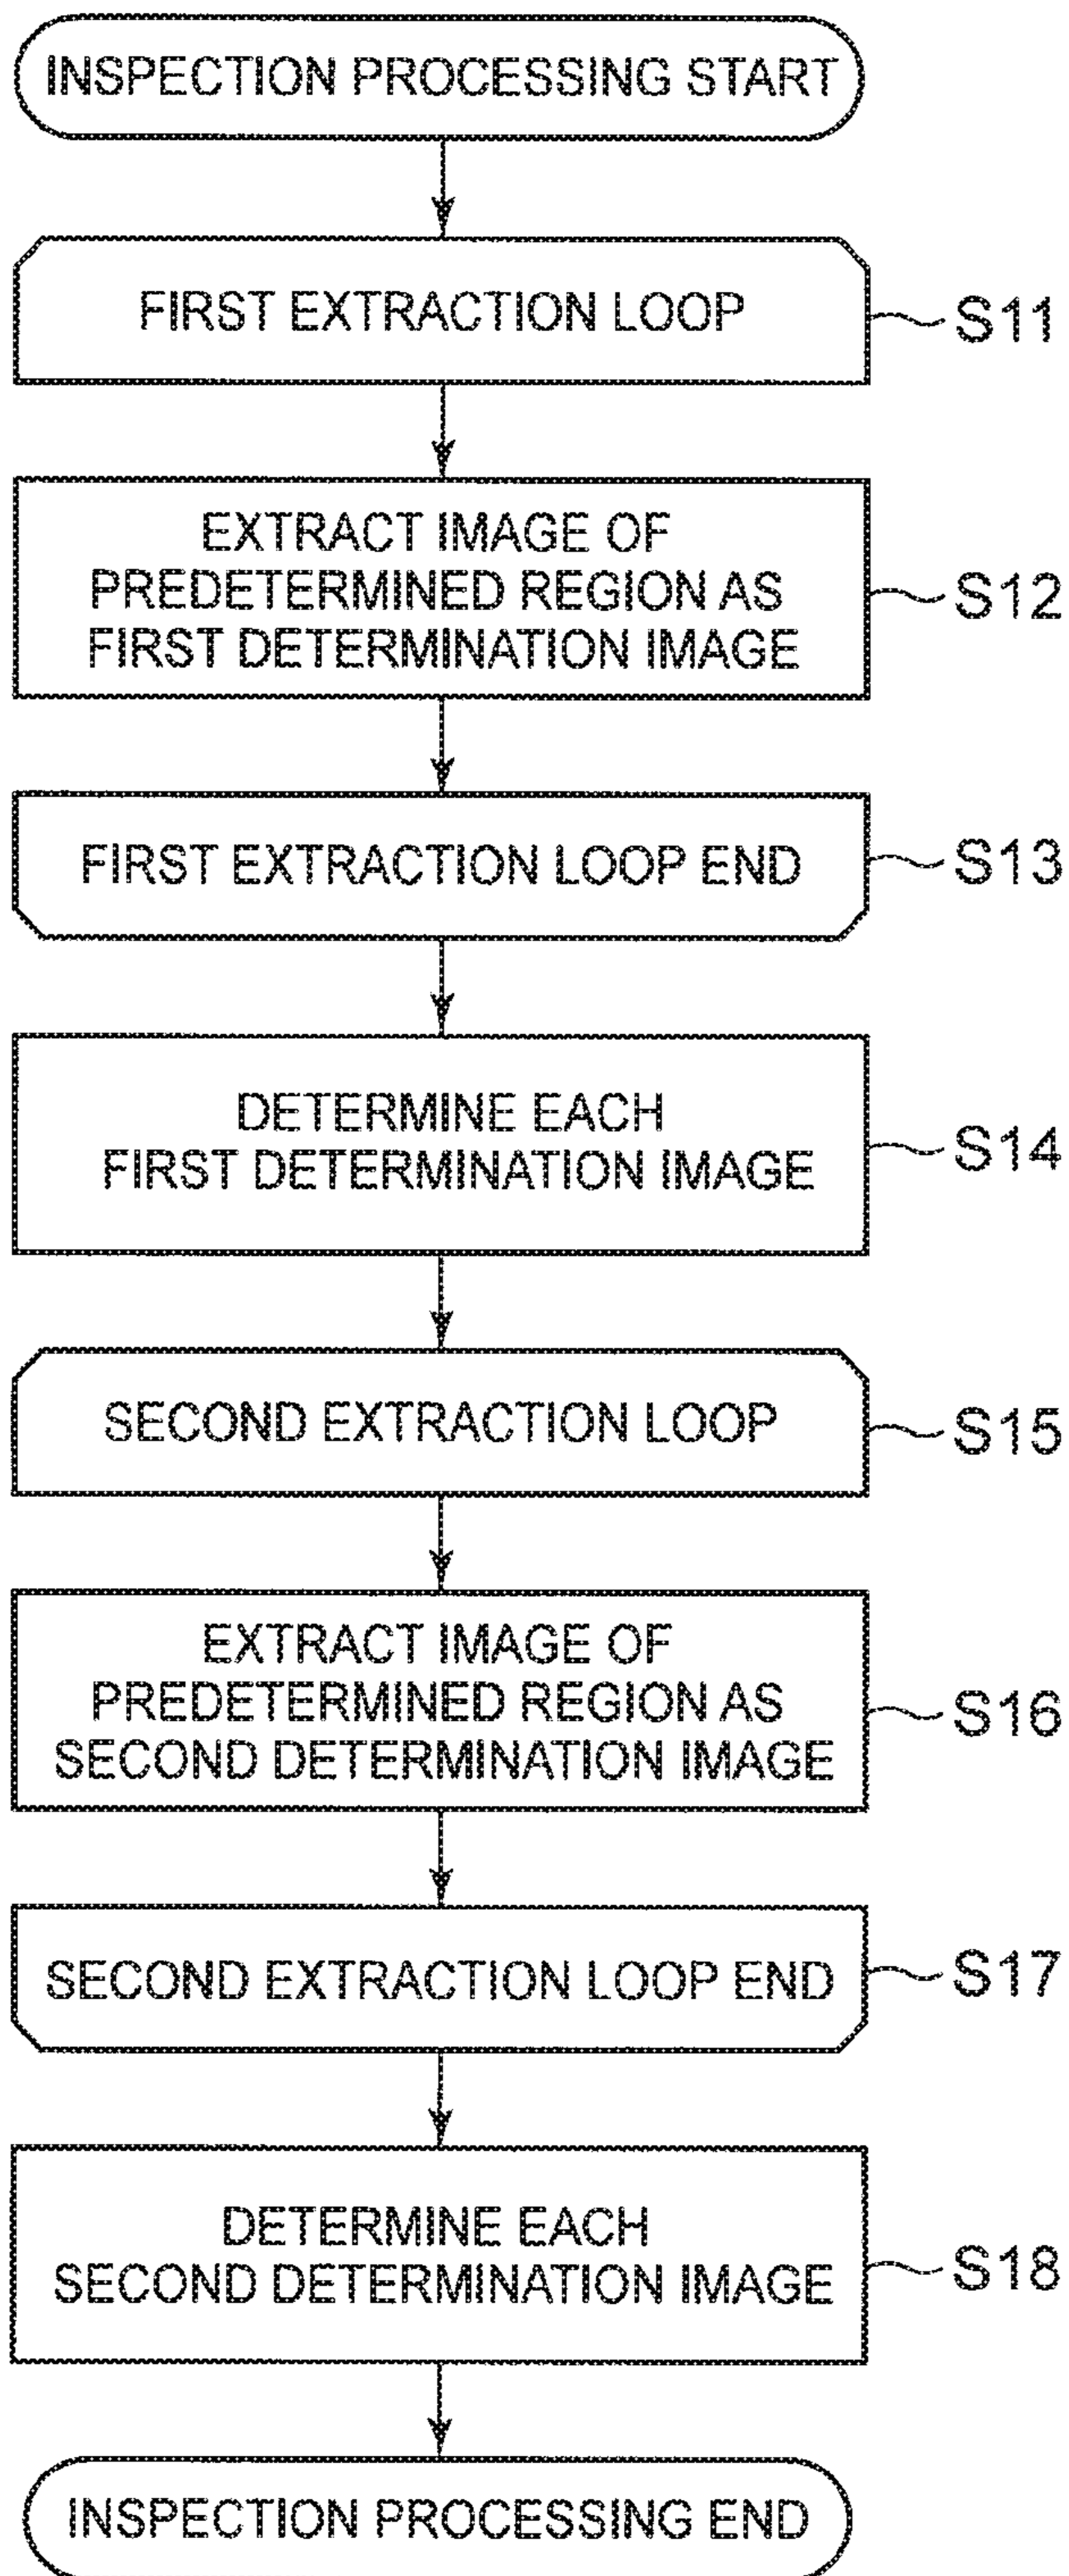 INSPECTION PROCESSING START
FIRST EXTRACTION LOOP
S11
EXTRACT IMAGE OF
PREDETERMINED REGION AS
FIRST DETERMINATION IMAGE
S12
FIRST EXTRACTION LOOP END
S13
DETERMINE EACH
FIRST DETERMINATION IMAGE
S14
SECOND EXTRACTION LOOP
S15
EXTRACT IMAGE OF
PREDETERMINED REGION AS
SECOND DETERMINATION IMAGE
S16
SECOND EXTRACTION LOOP END
S17
DETERMINE EACH
SECOND DETERMINATION IMAGE
S18
INSPECTION PROCESSING END